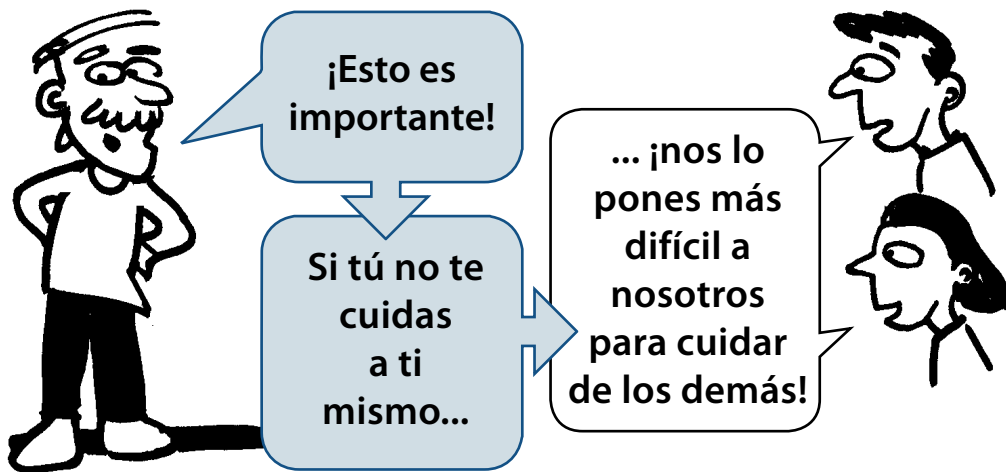 ¡Esto es
importante!
Si tú no te
cuidas
a ti
mismo...
... ¡nos lo
pones más
difícil a
nosotros
para cuidar
de los demás!